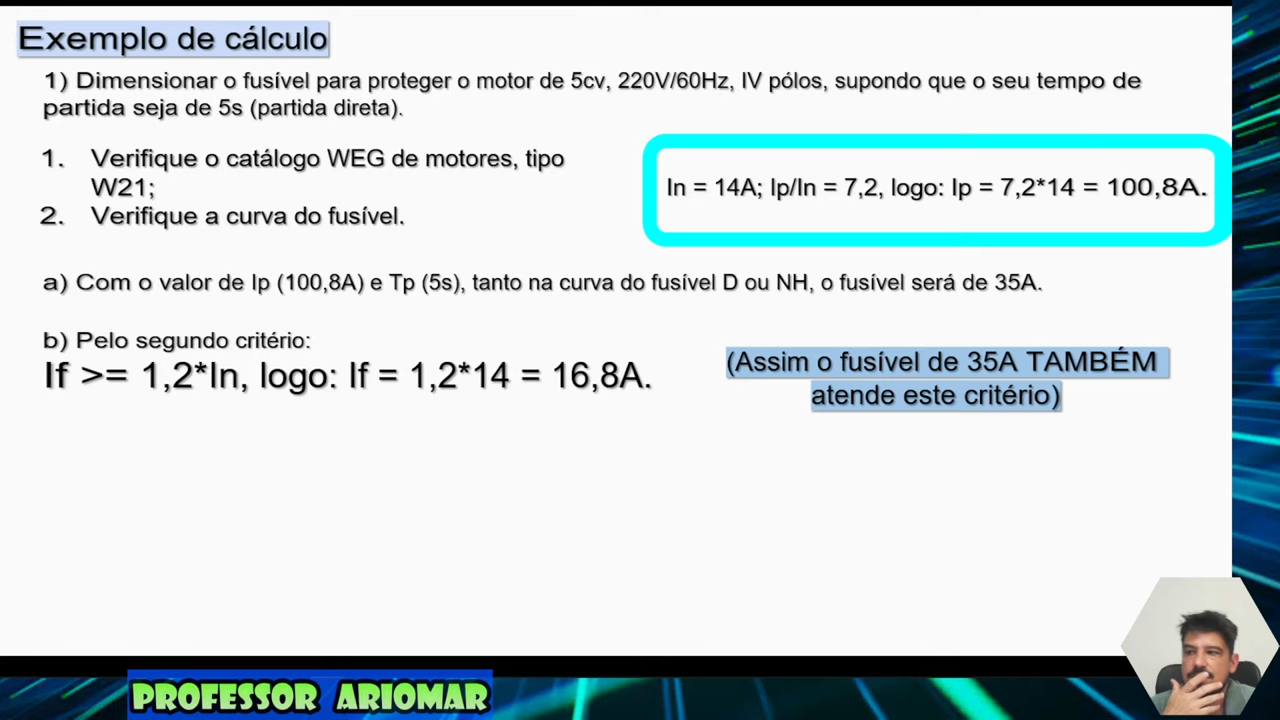 Exemplo de cálculo
1) Dimensionar o fusível para proteger o motor de 5cv, 220V/60Hz, IV pólos, supondo que o seu tempo de
partida seja de 5s (partida direta).
1. Verifique o catálogo WEG de motores, tipo
W21;
2. Verifique a curva do fusível.
In = 14A; Ip/In = 7,2, logo: Ip = 7,2*14 = 100,8A.
a) Com o valor de Ip (100,8A) e Tp (5s), tanto na curva do fusível D ou NH, o fusível será de 35A.
b) Pelo segundo critério:
If >= 1,2*In, logo: If = 1,2*14 = 16,8A.
(Assim o fusível de 35A TAMBÉM
atende este critério)
PROFESSOR ARIOMAR